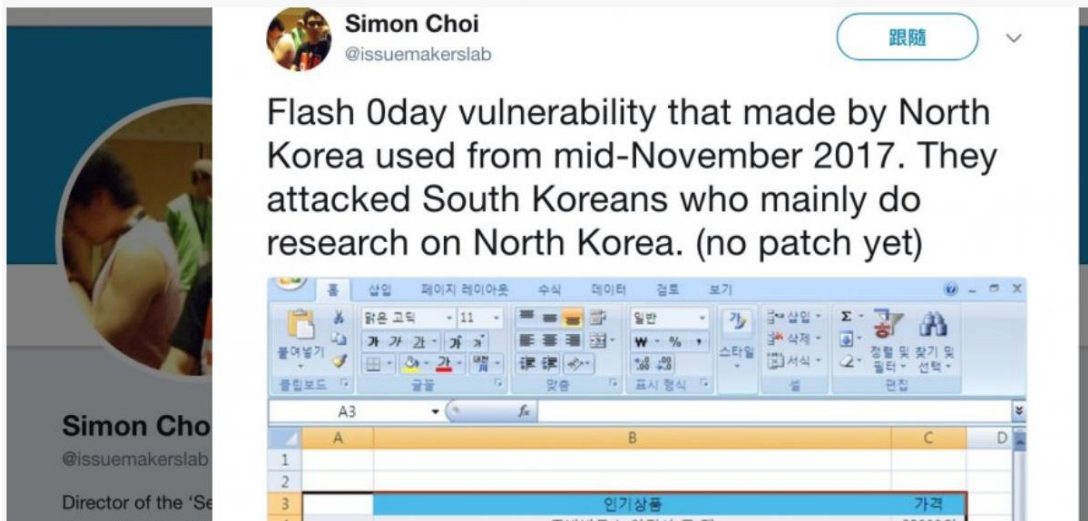 Simon Choi
@issuemakerslab
跟隨
Flash 0day vulnerability that made by North
Korea used from mid-November 2017. They
attacked South Koreans who mainly do
research on North Korea. (no patch yet)
홈 삽입 페이지 레이아웃 수식 데이터 검토 보기
맑은 고딕 11 일반
삽입
붙여넣기
가 가 가 가 가
W % ,
스타일
삭제
서식
정렬 및 필터
찾기 및 선택
클립보드 글꼴 맞춤 표시 형식 셀 편집
A3 fx
A B C D
1
2
3 인기상품 가격
Simon Cho
@issuemakerslab
Director of the 'Se